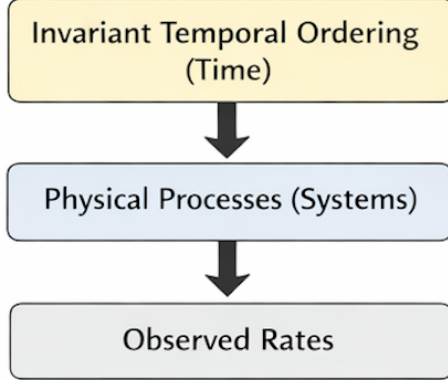 Invariant Temporal Ordering
(Time)
Physical Processes (Systems)
Observed Rates